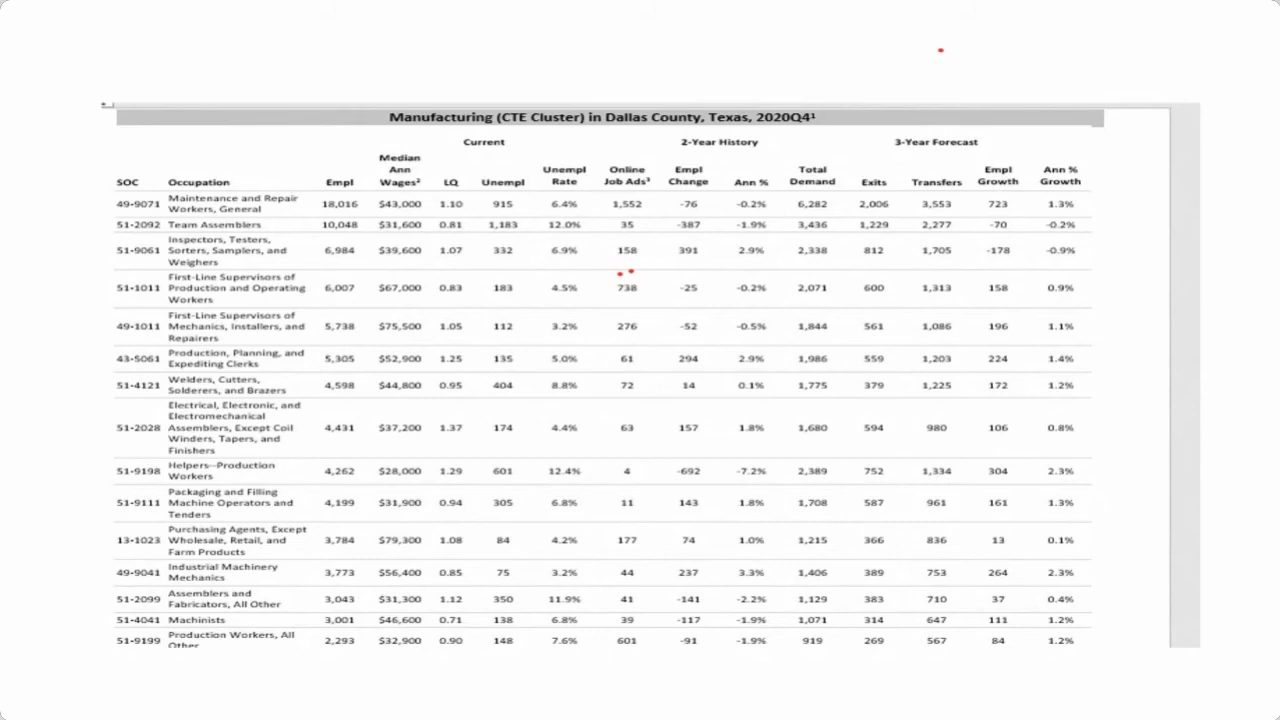 Manufacturing (CTE Cluster) in Dallas County, Texas, 2020Q4¹
Current 2-Year History 3-Year Forecast
Median
Ann Unempl Online Empl Total Empl Ann %
SOC Occupation Empl Wages² LQ Unempl Rate Job Ads³ Change Ann % Demand Exits Transfers Growth Growth
49-9071 Maintenance and Repair 18,016 $43,000 1.10 915 6.4% 1,552 -76 -0.2% 6,282 2,006 3,553 723 1.3%
Workers, General
51-2092 Team Assemblers 10,048 $31,600 0.81 1,183 12.0% 35 -387 -1.9% 3,436 1,229 2,277 -70 -0.2%
Inspectors, Testers,
51-9061 Sorters, Samplers, and 6,984 $39,600 1.07 332 6.9% 158 391 2.9% 2,338 812 1,705 -178 -0.9%
Weighers
First-Line Supervisors of
51-1011 Production and Operating 6,007 $67,000 0.83 183 4.5% 738 -25 -0.2% 2,071 600 1,313 158 0.9%
Workers
First-Line Supervisors of
49-1011 Mechanics, Installers, and 5,738 $75,500 1.05 112 3.2% 276 -52 -0.5% 1,844 561 1,086 196 1.1%
Repairers
43-5061 Production, Planning, and 5,305 $52,900 1.25 135 5.0% 61 294 2.9% 1,986 559 1,203 224 1.4%
Expediting Clerks
51-4121 Welders, Cutters, 4,598 $44,800 0.95 404 8.8% 72 14 0.1% 1,775 379 1,225 172 1.2%
Solderers, and Brazers
Electrical, Electronic, and
Electromechanical
51-2028 Assemblers, Except Coil 4,431 $37,200 1.37 174 4.4% 63 157 1.8% 1,680 594 980 106 0.8%
Winders, Tapers, and
Finishers
51-9198 Helpers--Production 4,262 $28,000 1.29 601 12.4% 4 -692 -7.2% 2,389 752 1,334 304 2.3%
Workers
Packaging and Filling
51-9111 Machine Operators and 4,199 $31,900 0.94 305 6.8% 11 143 1.8% 1,708 587 961 161 1.3%
Tenders
Purchasing Agents, Except
13-1023 Wholesale, Retail, and 3,784 $79,300 1.08 84 4.2% 177 74 1.0% 1,215 366 836 13 0.1%
Farm Products
49-9041 Industrial Machinery 3,773 $56,400 0.85 75 3.2% 44 237 3.3% 1,406 389 753 264 2.3%
Mechanics
51-2099 Assemblers and 3,043 $31,300 1.12 350 11.9% 41 -141 -2.2% 1,129 383 710 37 0.4%
Fabricators, All Other
51-4041 Machinists 3,001 $46,600 0.71 138 6.8% 39 -117 -1.9% 1,071 314 647 111 1.2%
51-9199 Production Workers, All 2,293 $32,900 0.90 148 7.6% 601 -91 -1.9% 919 269 567 84 1.2%
Other